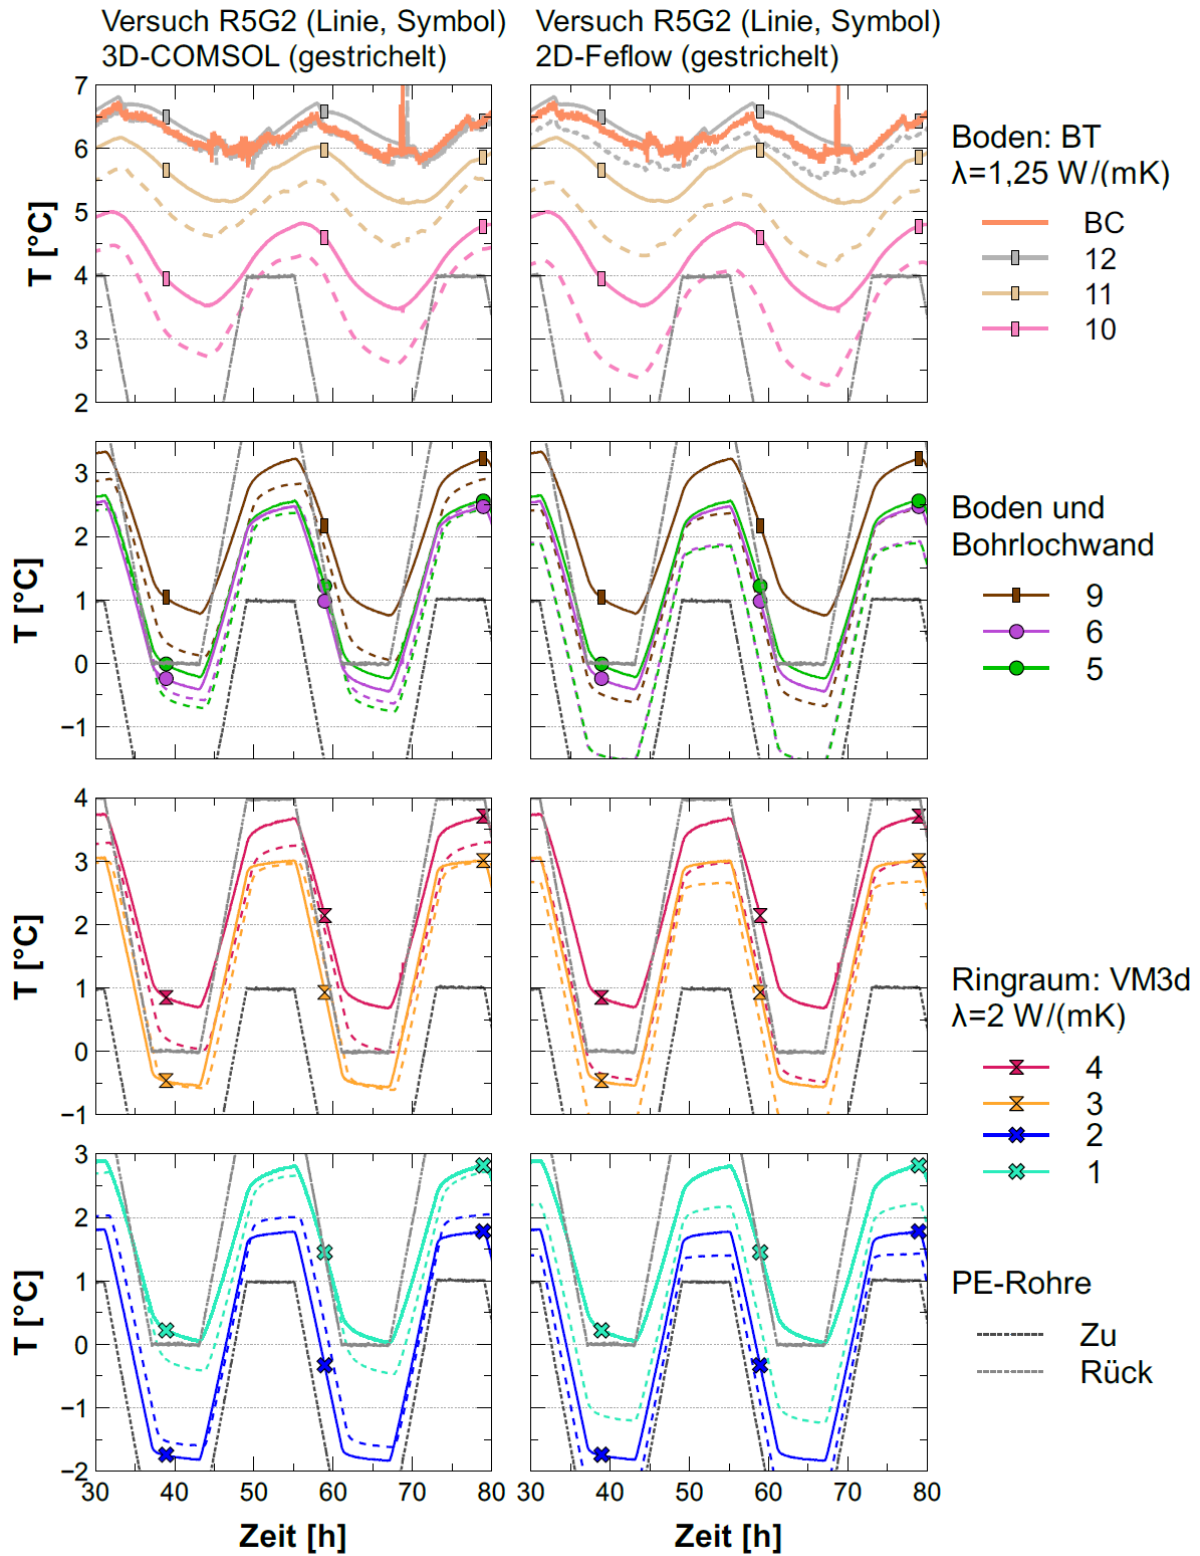 Versuch R5G2 (Linie, Symbol)
3D-COMSOL (gestrichelt)
Versuch R5G2 (Linie, Symbol)
2D-Feflow (gestrichelt)
7
6
5
4
3
2
T [°C]
Boden: BT
λ=1,25 W/(mK)
BC
12
11
10
3
2
1
0
−1
T [°C]
Boden und
Bohrlochwand
9
6
5
4
3
2
1
0
−1
T [°C]
Ringraum: VM3d
λ=2 W/(mK)
4
3
2
1
3
2
1
0
−1
−2
T [°C]
PE-Rohre
Zu
Rück
30 40 50 60 70 80
30 40 50 60 70 80
Zeit [h]
Zeit [h]